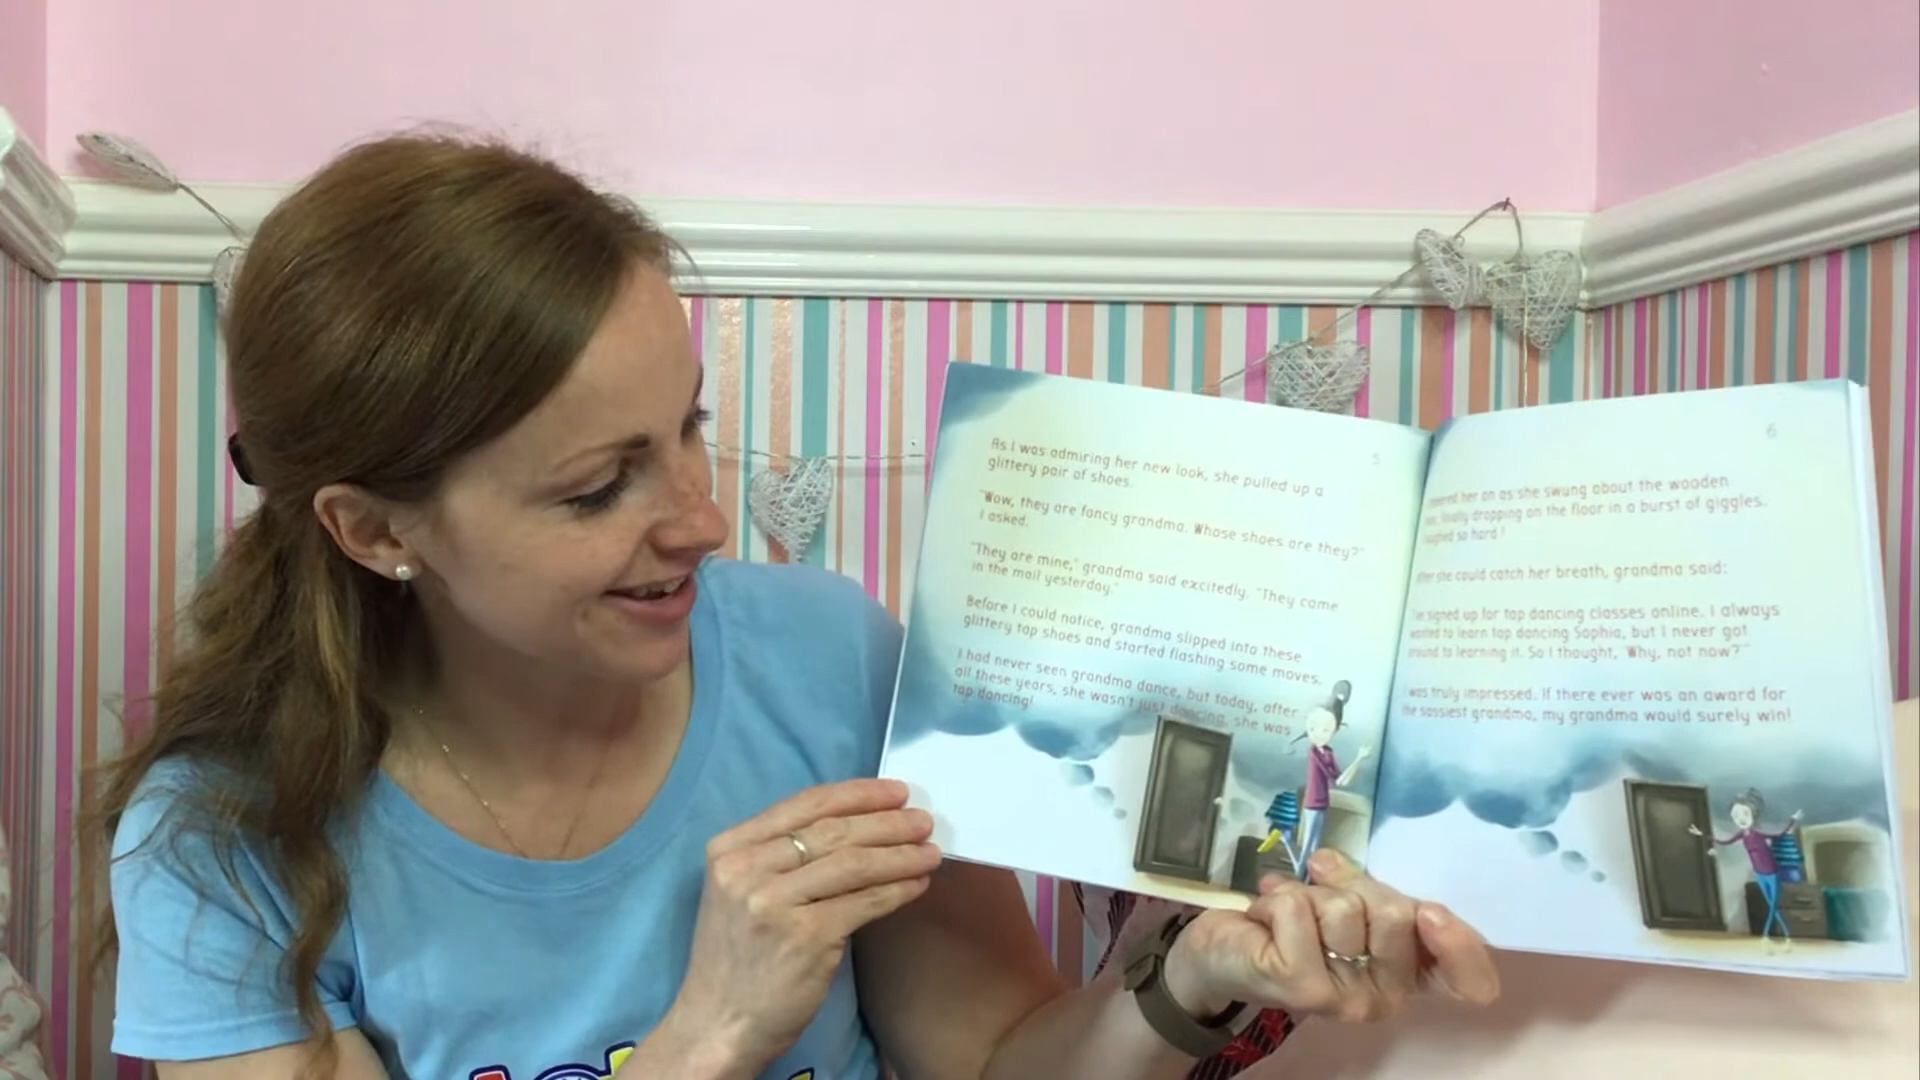 5
As I was admiring her new look, she pulled up a
glittery pair of shoes.
"Wow, they are fancy grandma. Whose shoes are they?"
I asked.
"They are mine," grandma said excitedly. "They came
in the mail yesterday."
Before I could notice, grandma slipped into these
glittery tap shoes and started flashing some moves.
I had never seen grandma dance, but today, after
all these years, she wasn't just dancing, she was
tap dancing!
6
her on as she swung about the wooden
finally dropping on the floor in a burst of giggles.
laughed so hard!
After she could catch her breath, grandma said:
"I've signed up for tap dancing classes online. I always
wanted to learn tap dancing Sophia, but I never got
around to learning it. So I thought, "Why, not now?""
I was truly impressed. If there ever was an award for
the sassiest grandma, my grandma would surely win!